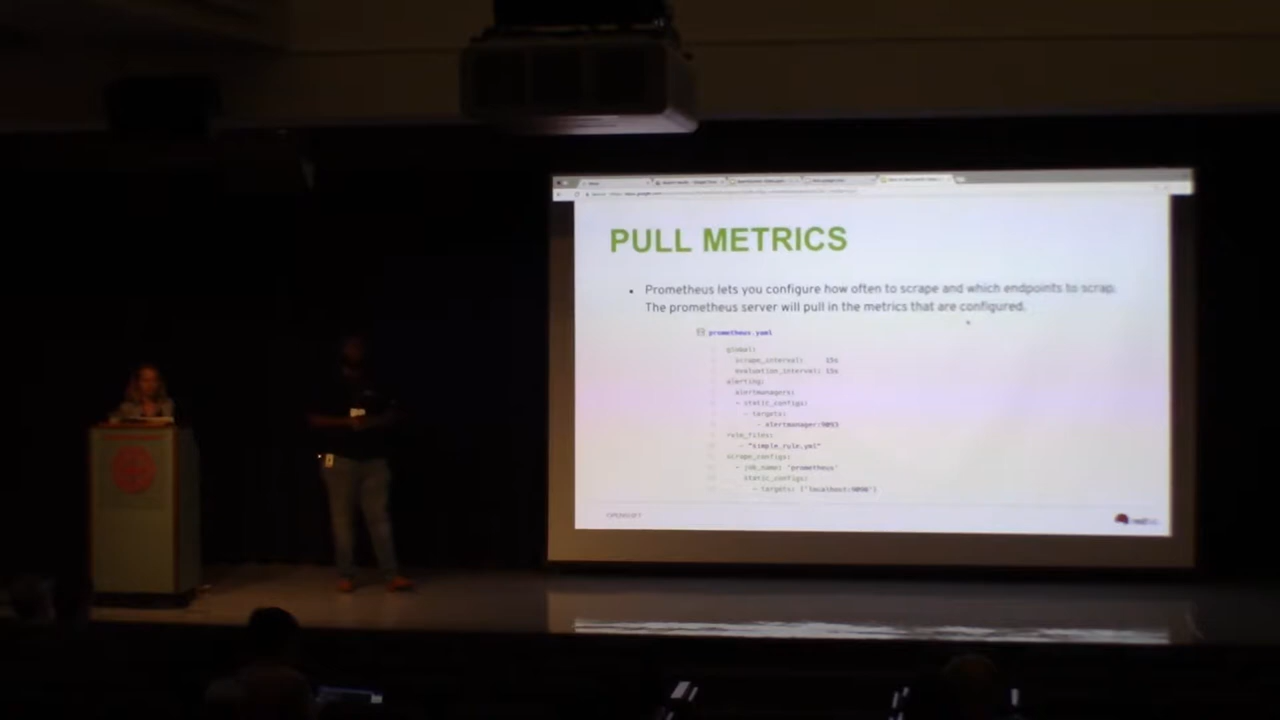 PULL METRICS
• Prometheus lets you configure how often to scrape and which endpoints to scrap.
The prometheus server will pull in the metrics that are configured.
prometheus.yaml
global:
scrape_interval: 15s
evaluation_interval: 15s
alerting:
alertmanagers:
- static_configs:
- targets:
- alertmanager:9093
rule_files:
- "simple_rule.yml"
scrape_configs:
- job_name: 'prometheus'
static_configs:
- targets: ['localhost:9090']
OPENSHIFT
redhat